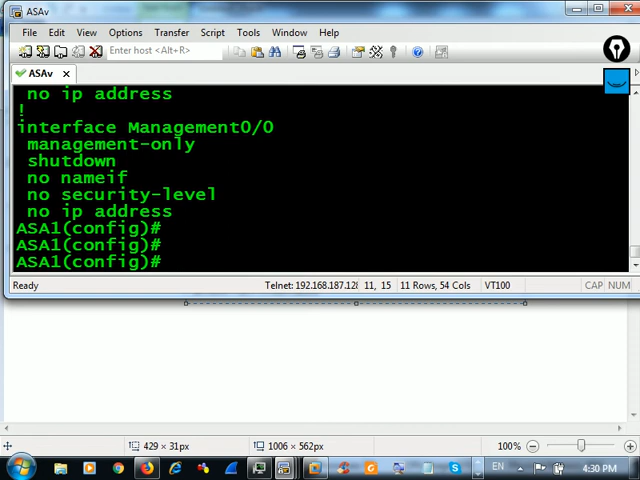 ASAv
File Edit View Options Transfer Script Tools Window Help
Enter host <Alt+R>
ASAv
no ip address
!
interface Management0/0
management-only
shutdown
no nameif
no security-level
no ip address
ASA1(config)#
ASA1(config)#
ASA1(config)#
Ready Telnet: 192.168.187.128 11, 15 11 Rows, 54 Cols VT100 CAP NUM
429 × 31px 1006 × 562px 100%
EN 4:30 PM